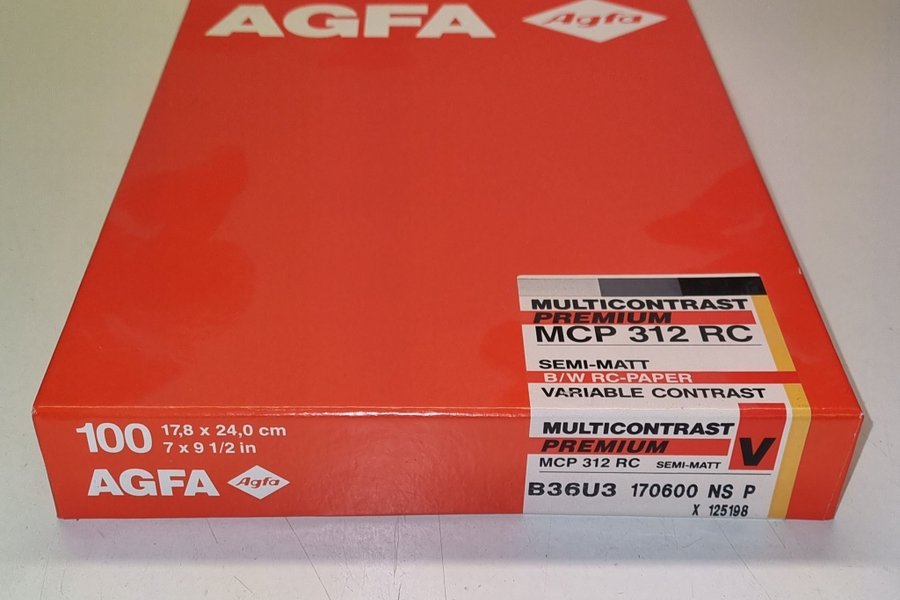 AGFA Agfa
MULTICONTRAST
PREMIUM
MCP 312 RC
SEMI-MATT
B/W RC-PAPER
VARIABLE CONTRAST
100 17,8 x 24,0 cm
7 x 9 1/2 in
AGFA Agfa
MULTICONTRAST
PREMIUM
MCP 312 RC SEMI-MATT
V
B36U3 170600 NS P
X 125198